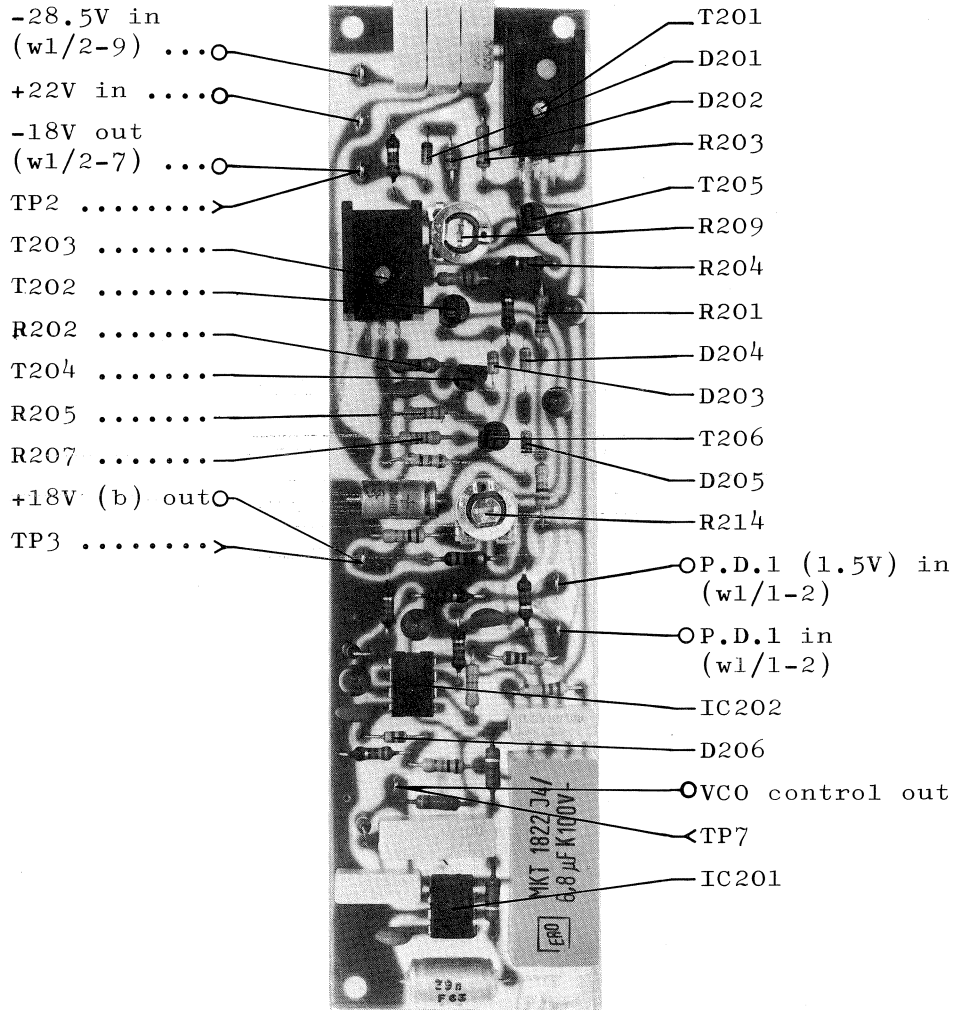 -28.5V in
(w1/2-9) ....
+22V in ....
-18V out
(w1/2-7) ....
TP2 ........
T203 ......
T202 ......
R202 ......
T204 ......
R205 ......
R207 ......
+18V (b) out
TP3 ........
T201
D201
D202
R203
T205
R209
R204
R201
D204
D203
T206
D205
R214
P.D.1 (1.5V) in
(w1/1-2)
P.D.1 in
(w1/1-2)
IC202
D206
VCO control out
TP7
IC201
MKT 1822/J4/
6,8 µF K100V-
ERO
39n
F63